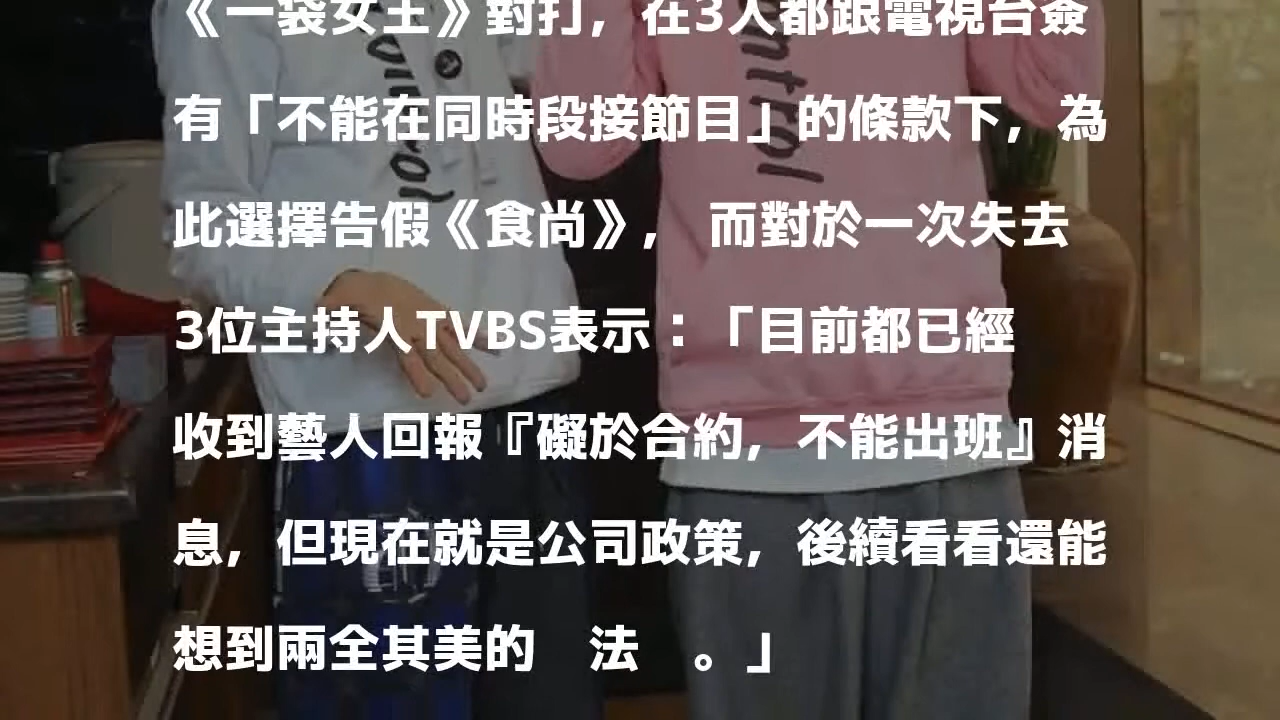 《一袋女王》對打，在3人都跟電視台簽
有「不能在同時段接節目」的條款下，為
此選擇告假《食尚》， 而對於一次失去
3位主持人TVBS表示：「目前都已經
收到藝人回報『礙於合約，不能出班』消
息，但現在就是公司政策，後續看看還能
想到兩全其美的　法　。」
ntrol